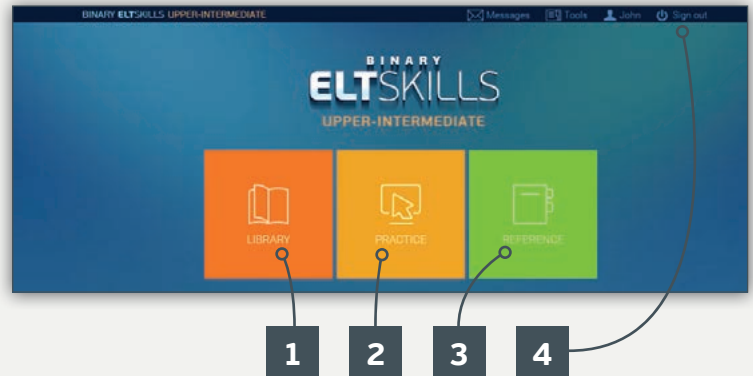 BINARY ELTSKILLS UPPER-INTERMEDIATE Messages Tools John Sign out
BINARY
ELTSKILLS
UPPER-INTERMEDIATE
LIBRARY PRACTICE REFERENCE
1 2 3 4